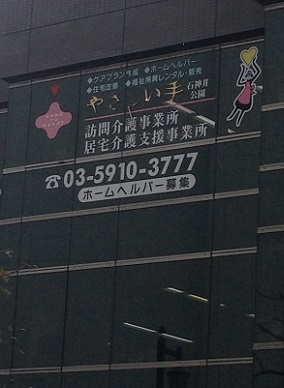 ◆ケアプラン作成 ◆ホームヘルパー
◆住宅改修 ◆福祉用具レンタル・販売
やさしい手 石神井公園
訪問介護事業所
居宅介護支援事業所
☎03-5910-3777
ホームヘルパー募集